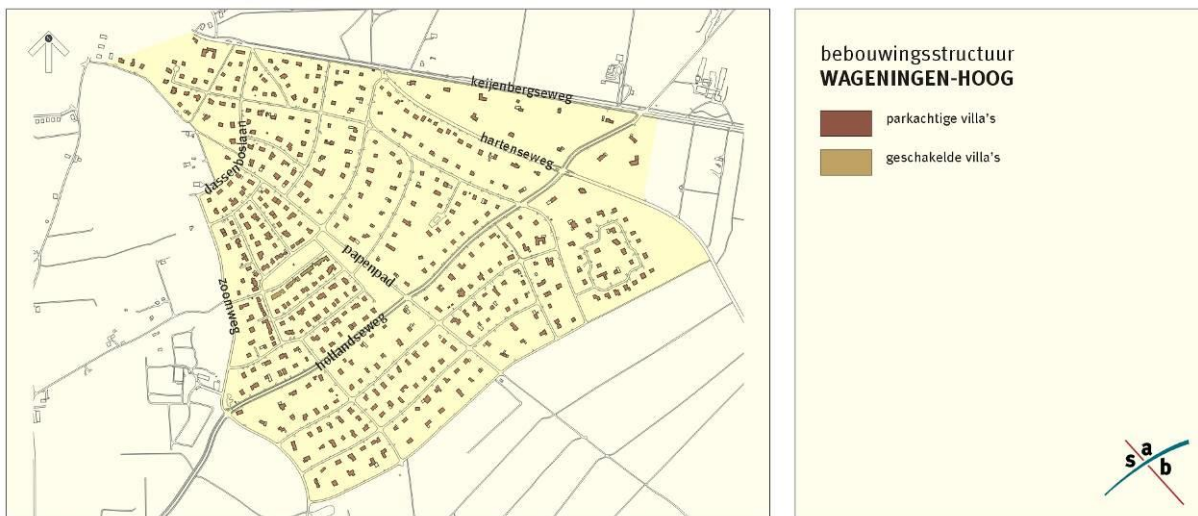 keijenbergseweg
hartenseweg
dassenboslaan
papenpad
zoomweg
hollandseweg
bebouwingsstructuur
WAGENINGEN-HOOG
parkachtige villa's
geschakelde villa's
s a b